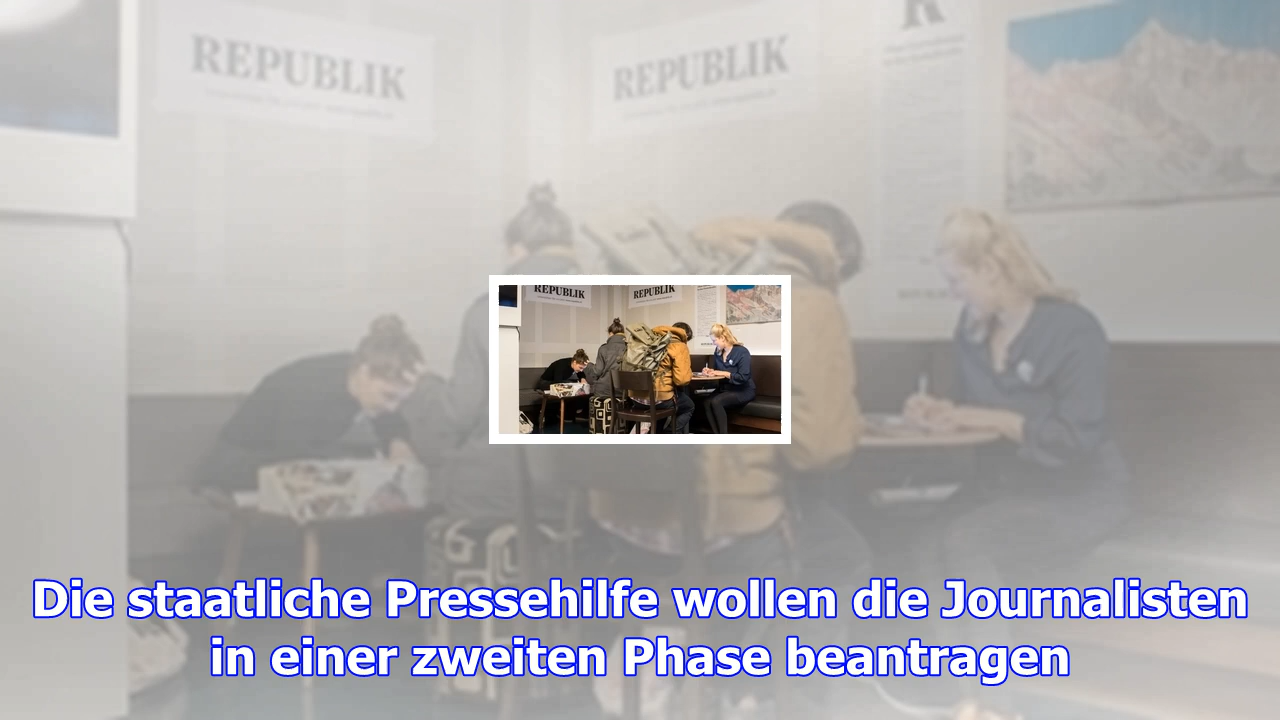 REPUBLIK REPUBLIK
REPUBLIK REPUBLIK
Die staatliche Pressehilfe wollen die Journalisten
in einer zweiten Phase beantragen